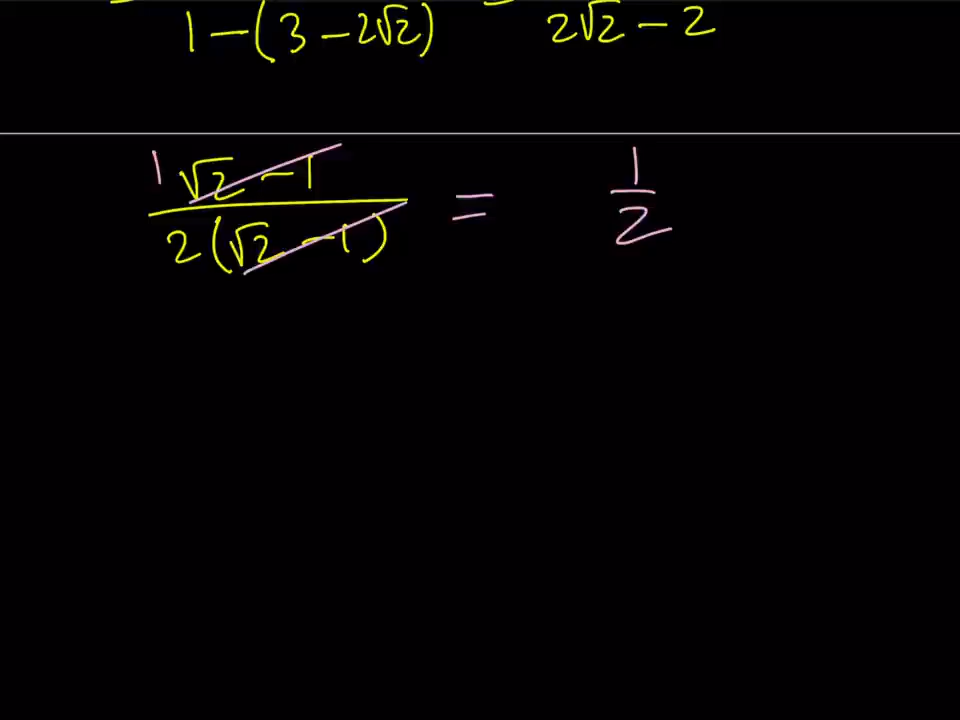 1 - (3 - 2√2) = 2√2 - 2
1 √2 - 1 / 2(√2 - 1) = 1 / 2